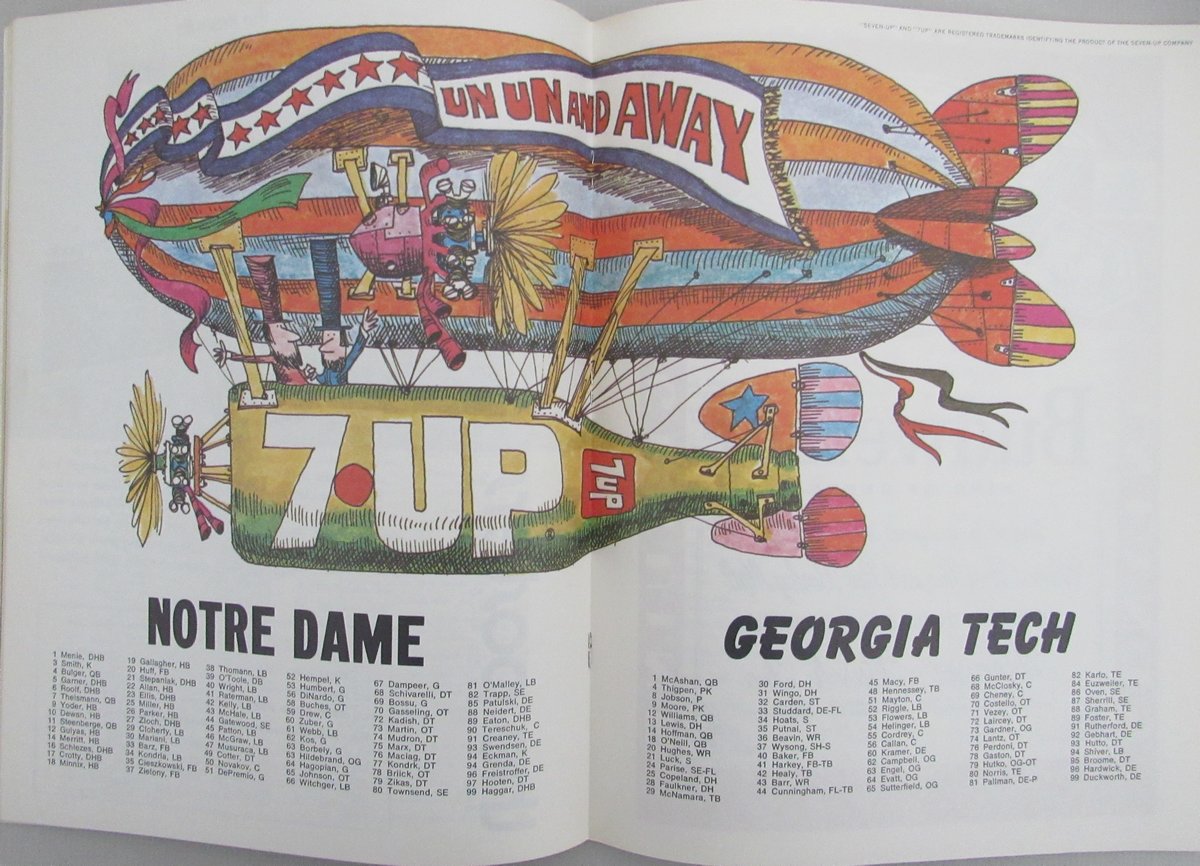 "SEVEN-UP" AND "7UP" ARE REGISTERED TRADEMARKS IDENTIFYING THE PRODUCT OF THE SEVEN-UP COMPANY
UN UN AND AWAY
7UP
7UP
®
NOTRE DAME
1 Menie, DHB
3 Smith, K
4 Bulger, QB
5 Garner, DHB
6 Roolf, DHB
7 Theismann, QB
9 Yoder, HB
10 Dewan, HB
11 Steenberge, QB
12 Gulyas, HB
14 Merritt, HB
16 Schlezes, DHB
17 Crotty, DHB
18 Minnix, HB
19 Gallagher, HB
20 Huff, FB
21 Stepaniak, DHB
22 Allan, HB
23 Ellis, DHB
25 Miller, HB
26 Parker, HB
27 Zloch, DHB
29 Cloherty, LB
30 Mariani, LB
33 Barz, FB
34 Kondrla, LB
35 Cieszkowski, FB
37 Zielony, FB
38 Thomann, LB
39 O'Toole, DB
40 Wright, LB
41 Raterman, LB
42 Kelly, LB
43 McHale, LB
44 Gatewood, SE
45 Patton, LB
46 McGraw, LB
47 Musuraca, LB
49 Cotter, DT
50 Novakov, C
51 DePremio, G
52 Hempel, K
53 Humbert, G
56 DiNardo, G
58 Buches, OT
59 Drew, C
60 Zuber, G
61 Webb, LB
62 Kos, G
63 Borbely, G
63 Hildebrand, OG
64 Hagopian, G
65 Johnson, OT
66 Witchger, LB
67 Dampeer, G
68 Schivarelli, DT
69 Bossu, G
70 Gasseling, OT
72 Kadish, DT
73 Martin, OT
74 Mudron, DT
75 Marx, DT
76 Maciag, DT
77 Kondrk, DT
78 Brlick, OT
79 Zikas, DT
80 Townsend, SE
81 O'Malley, LB
82 Trapp, SE
85 Patulski, DE
88 Neidert, DE
89 Eaton, DHB
90 Tereschuk, C
91 Creaney, TE
93 Swendsen, DE
94 Eckman, K
94 Grenda, DE
96 Freistroffer, DE
97 Hooten, DT
99 Haggar, DHB
GEORGIA TECH
1 McAshan, QB
4 Thigpen, PK
7 Jobson, P
9 Moore, PK
12 Williams, QB
13 Lewis, DH
14 Hoffman, QB
18 O'Neill, QB
20 Hughes, WR
21 Luck, S
24 Parise, SE-FL
25 Copeland, DH
28 Faulkner, DH
29 McNamara, TB
30 Ford, DH
31 Wingo, DH
32 Carden, ST
33 Studdard, DE-FL
34 Hoats, S
35 Putnal, ST
36 Beavin, WR
37 Wysong, SH-S
40 Baker, FB
41 Harkey, FB-TB
42 Healy, TB
43 Barr, WR
44 Cunningham, FL-TB
45 Macy, FB
48 Hennessey, TB
51 Mayton, C
52 Riggle, LB
53 Flowers, LB
54 Helinger, LB
55 Cordrey, C
56 Callan, C
60 Kramer, DE
62 Campbell, OG
63 Engel, OG
64 Evatt, OG
65 Sutterfield, OG
66 Gunter, DT
68 McClosky, C
69 Cheney, C
70 Costello, OT
71 Vezey, OT
72 Laircey, DT
73 Gardner, OG
74 Lantz, OT
76 Perdoni, DT
78 Gaston, DT
79 Hutko, OG-OT
80 Norris, TE
81 Pallman, DE-P
82 Karlo, TE
84 Euzweiler, TE
86 Oven, SE
87 Sherrill, SE
88 Graham, TE
89 Foster, TE
91 Rutherford, DE
92 Gebhart, DE
93 Hutto, DT
94 Shiver, LB
95 Broome, DT
96 Hardwick, DE
99 Duckworth, DE